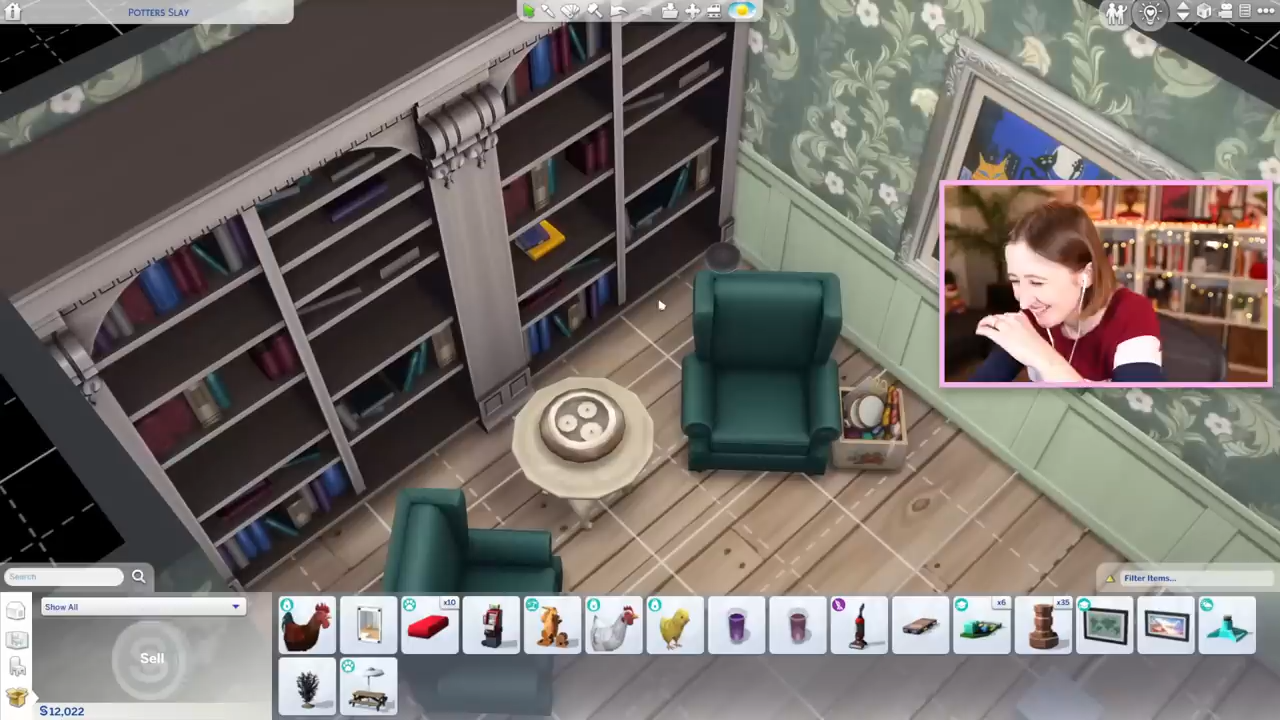 Potters Slay
Search
Filter Items...
Show All
x10
x6
x35
Sell
§12,022